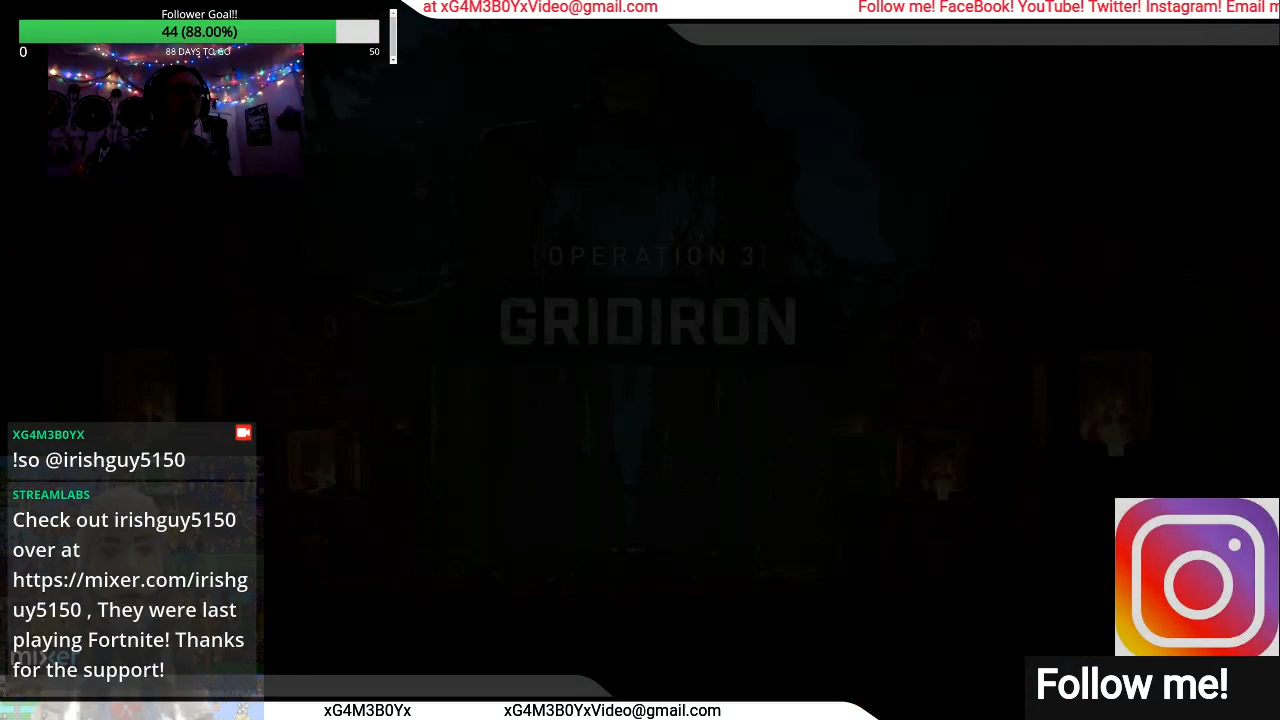 at xG4M3B0YxVideo@gmail.com Follow me! FaceBook! YouTube! Twitter! Instagram! Email m
Follower Goal!!
44 (88.00%)
0 88 DAYS TO GO 50
[OPERATION 3]
GRIDIRON
XG4M3B0YX
!so @irishguy5150
STREAMLABS
Check out irishguy5150
over at
https://mixer.com/irishg
uy5150 , They were last
playing Fortnite! Thanks
for the support!
mixer
Follow me!
xG4M3B0Yx xG4M3B0YxVideo@gmail.com